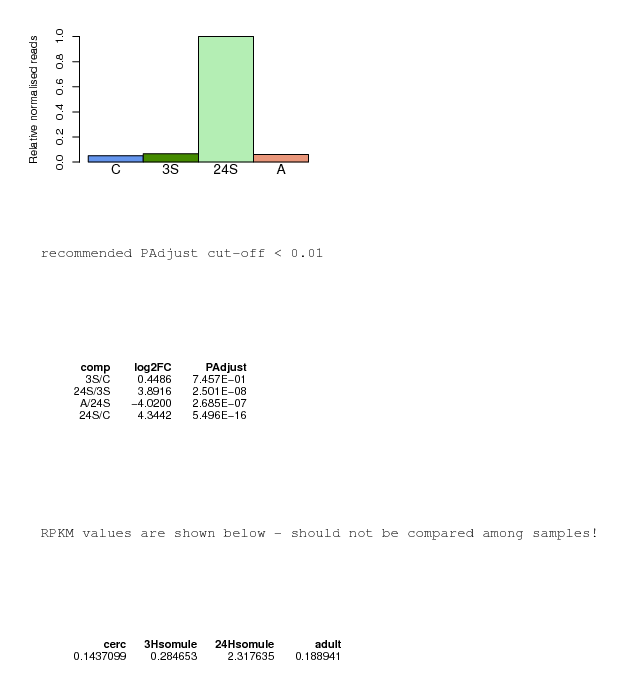 Relative normalised reads
1.0
0.8
0.6
0.4
0.2
0.0
C 3S 24S A
recommended PAdjust cut-off < 0.01
comp log2FC PAdjust
3S/C 0.4486 7.457E−01
24S/3S 3.8916 2.501E−08
A/24S −4.0200 2.685E−07
24S/C 4.3442 5.496E−16
RPKM values are shown below - should not be compared among samples!
cerc 3Hsomule 24Hsomule adult
0.1437099 0.284653 2.317635 0.188941